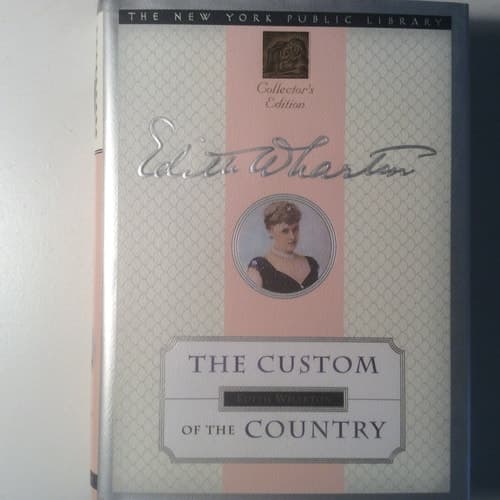 THE NEW YORK PUBLIC LIBRARY
Collector's
Edition
Edith Wharton
THE CUSTOM
EDITH WHARTON
OF THE COUNTRY